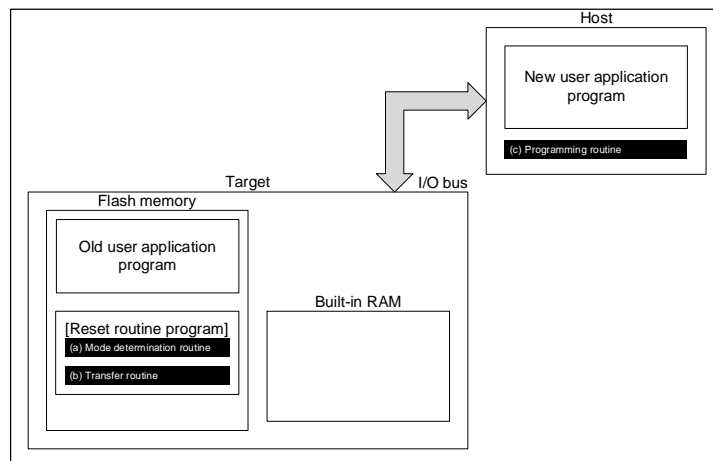 Host
New user application
program
(c) Programming routine
Target
I/O bus
Flash memory
Old user application
program
Built-in RAM
[Reset routine program]
(a) Mode determination routine
(b) Transfer routine